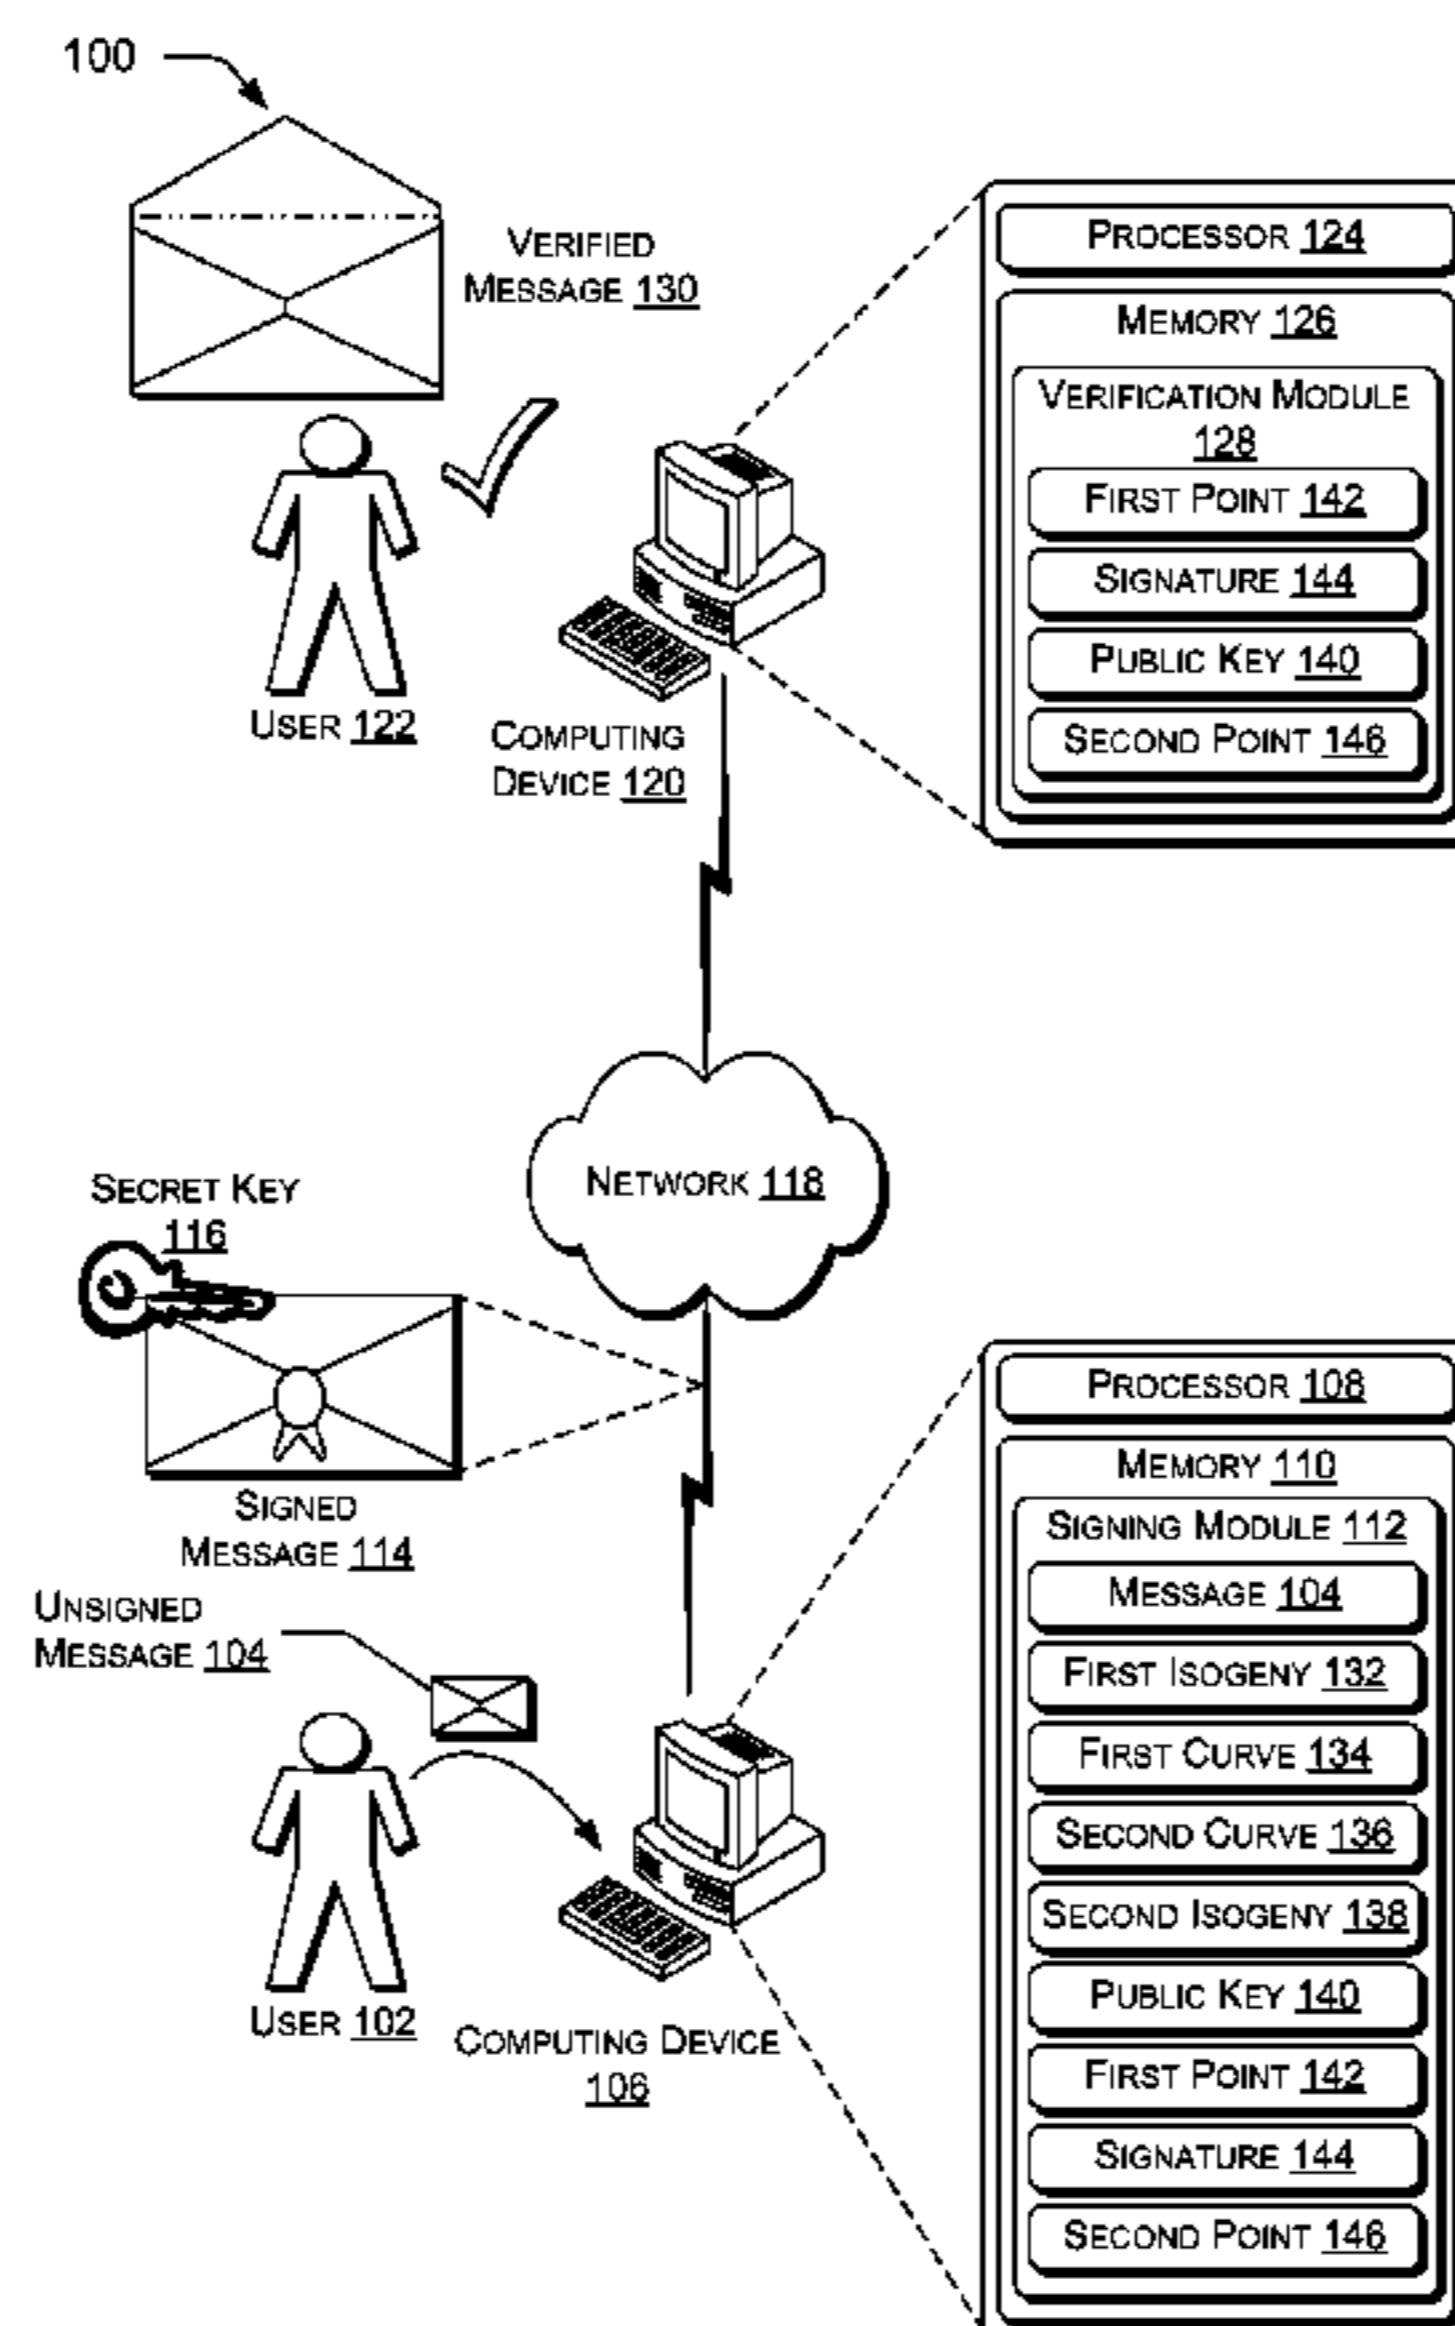 100
VERIFIED
MESSAGE 130
PROCESSOR 124
MEMORY 126
VERIFICATION MODULE
128
FIRST POINT 142
SIGNATURE 144
PUBLIC KEY 140
SECOND POINT 146
USER 122
COMPUTING
DEVICE 120
NETWORK 118
SECRET KEY
116
SIGNED
MESSAGE 114
UNSIGNED
MESSAGE 104
USER 102
COMPUTING DEVICE
106
PROCESSOR 108
MEMORY 110
SIGNING MODULE 112
MESSAGE 104
FIRST ISOGENY 132
FIRST CURVE 134
SECOND CURVE 136
SECOND ISOGENY 138
PUBLIC KEY 140
FIRST POINT 142
SIGNATURE 144
SECOND POINT 146